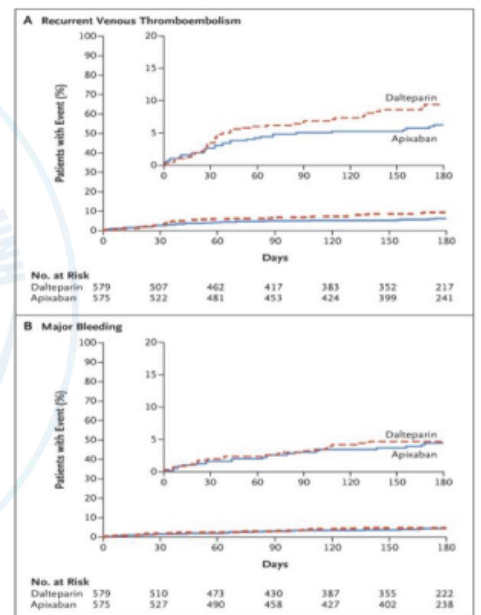 A Recurrent Venous Thromboembolism
Patients with Event (%)
100
90
80
70
60
50
40
30
20
10
0
20
15
10
5
0
Dalteparin
Apixaban
0 30 60 90 120 150 180
0 30 60 90 120 150 180
Days
No. at Risk
Dalteparin 579 507 462 417 383 352 217
Apixaban 575 522 481 453 424 399 241
B Major Bleeding
Patients with Event (%)
100
90
80
70
60
50
40
30
20
10
0
20
15
10
5
0
Dalteparin
Apixaban
0 30 60 90 120 150 180
0 30 60 90 120 150 180
Days
No. at Risk
Dalteparin 579 510 473 430 387 355 222
Apixaban 575 527 490 458 427 402 238